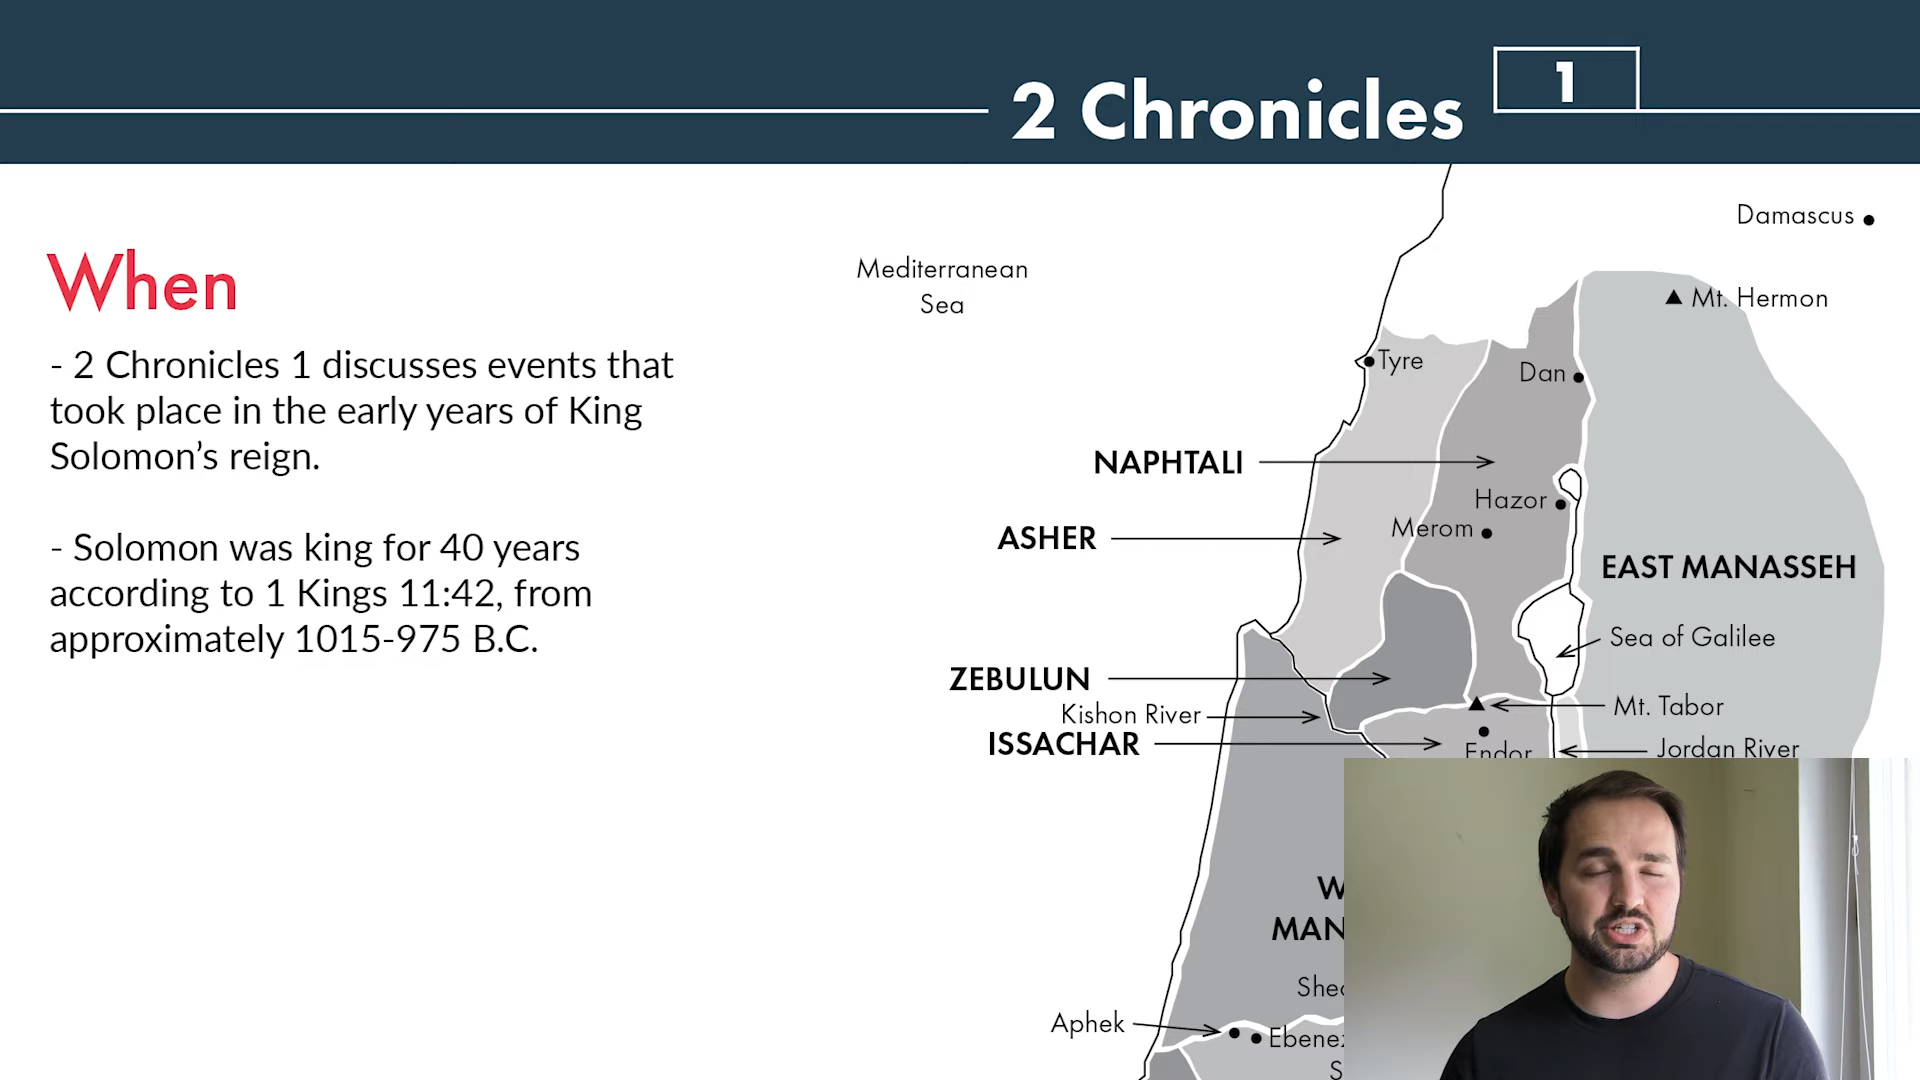 2 Chronicles
1
When
- 2 Chronicles 1 discusses events that
took place in the early years of King
Solomon’s reign.
- Solomon was king for 40 years
according to 1 Kings 11:42, from
approximately 1015-975 B.C.
Damascus
Mediterranean
Sea
Mt. Hermon
Tyre
Dan
NAPHTALI
Hazor
Merom
ASHER
EAST MANASSEH
Sea of Galilee
ZEBULUN
Mt. Tabor
Kishon River
ISSACHAR
Endor
Jordan River
W
MAN
Aphek